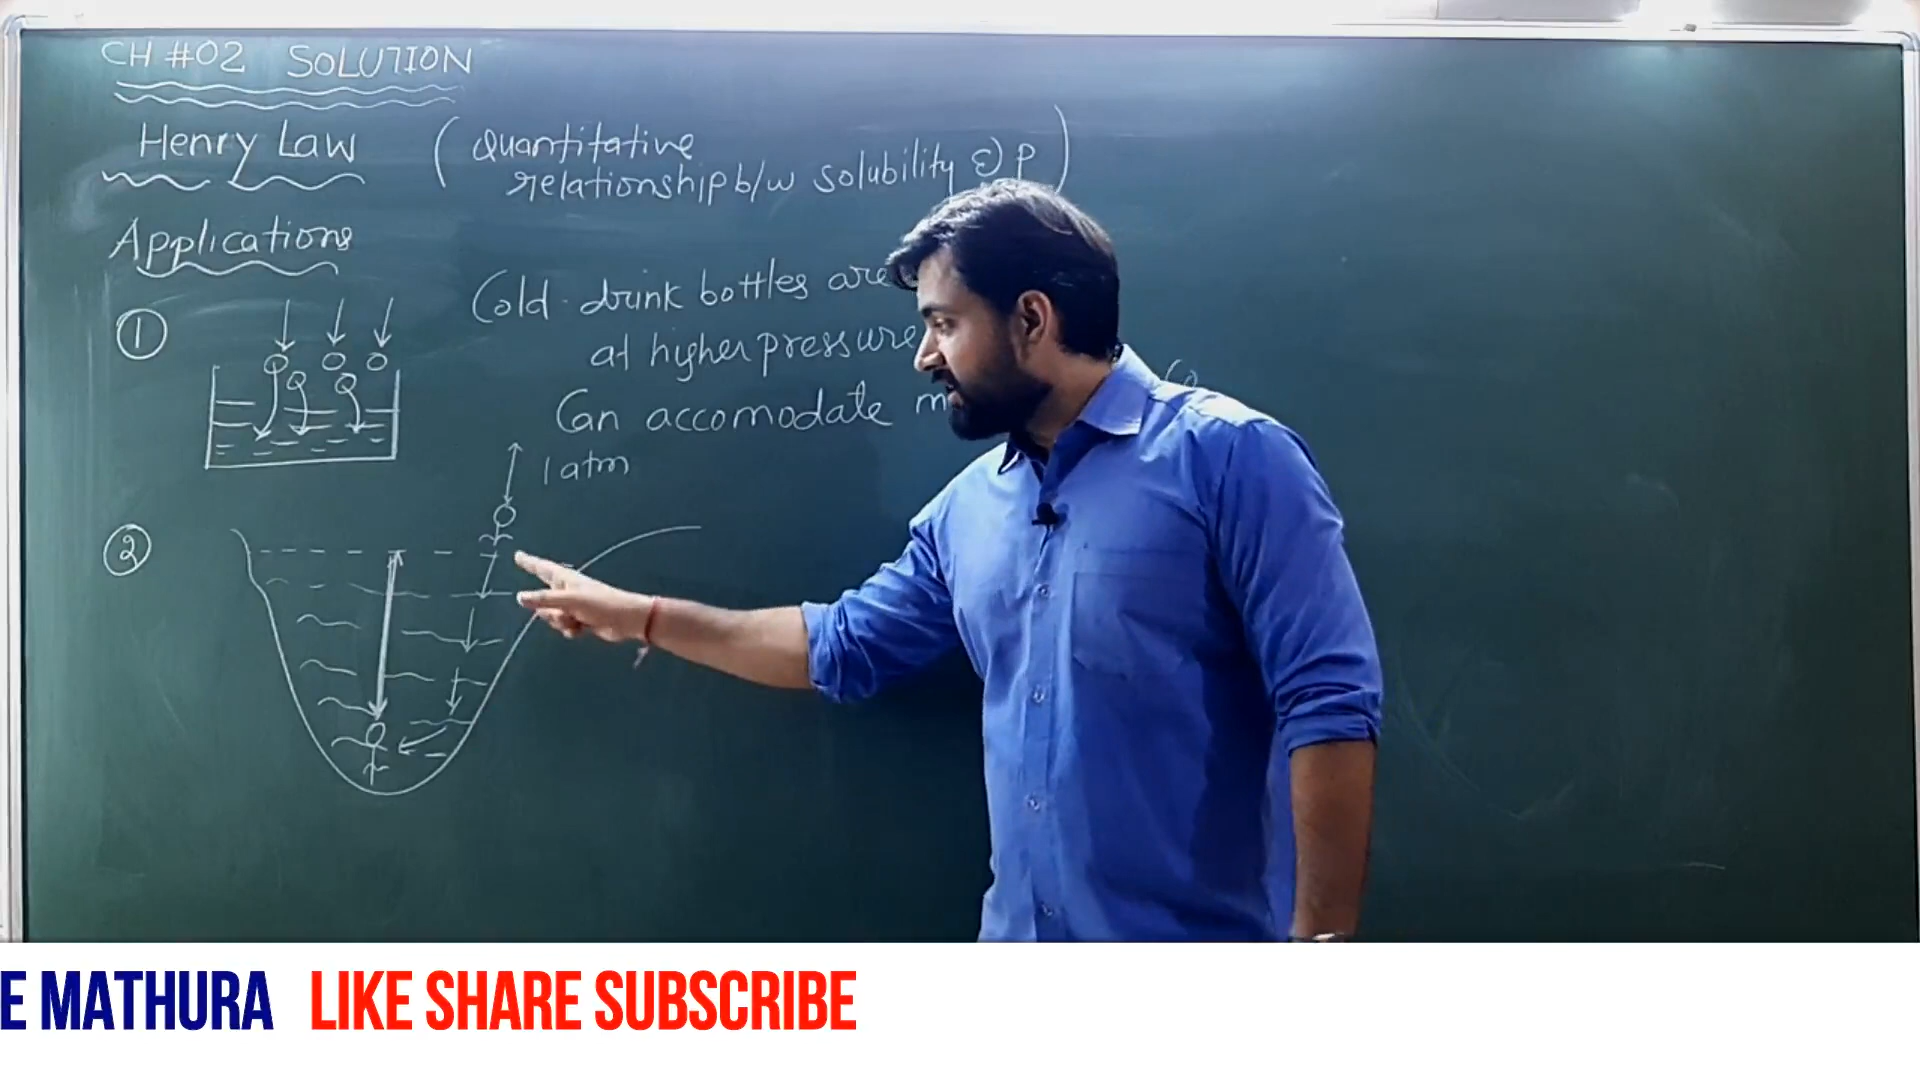 CH #02 SOLUTION
Henry Law
( Quantitative
relationship b/w solubility & p )
Applications
①
Cold-drink bottles are
at higher pressure
Can accomodate
1 atm
②
E MATHURA LIKE SHARE SUBSCRIBE